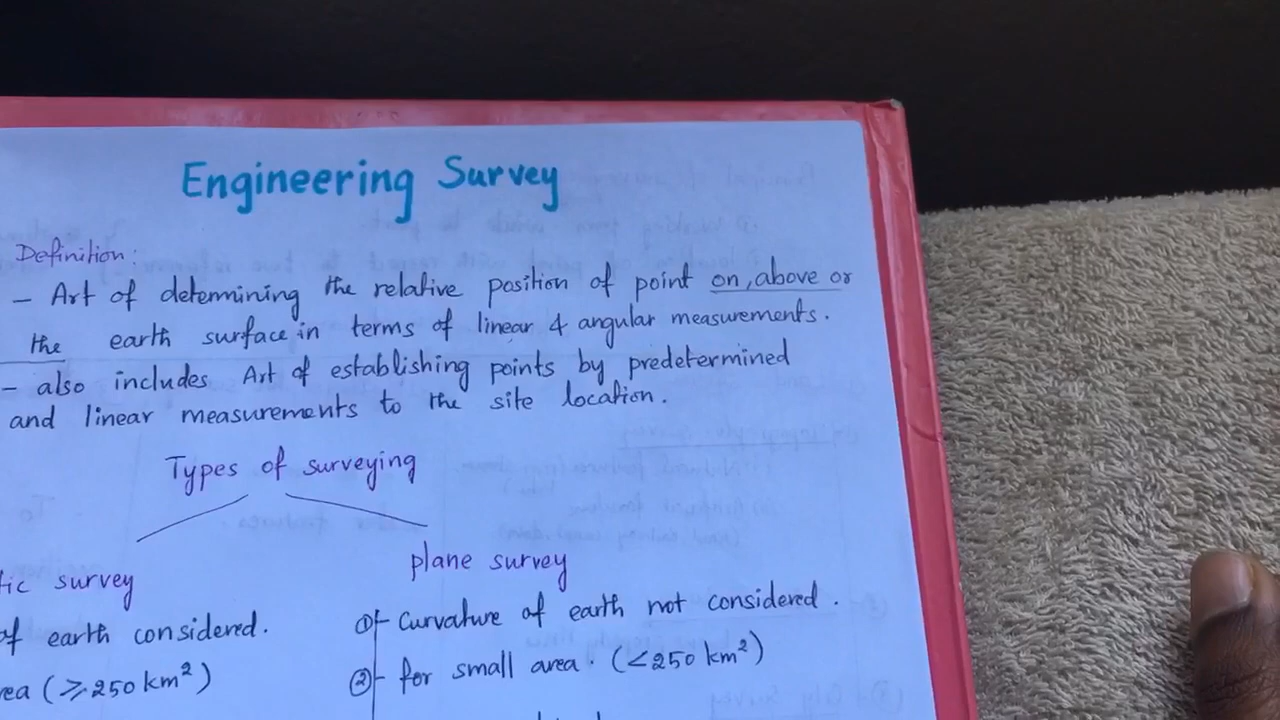 Engineering Survey
Definition:
- Art of determining the relative position of point on, above or
the earth surface in terms of linear & angular measurements.
- also includes Art of establishing points by predetermined
and linear measurements to the site location.
Types of surveying
plane survey
tic survey
① - Curvature of earth not considered.
of earth considered.
② - for small area. (<250 km²)
rea (⩾250 km²)